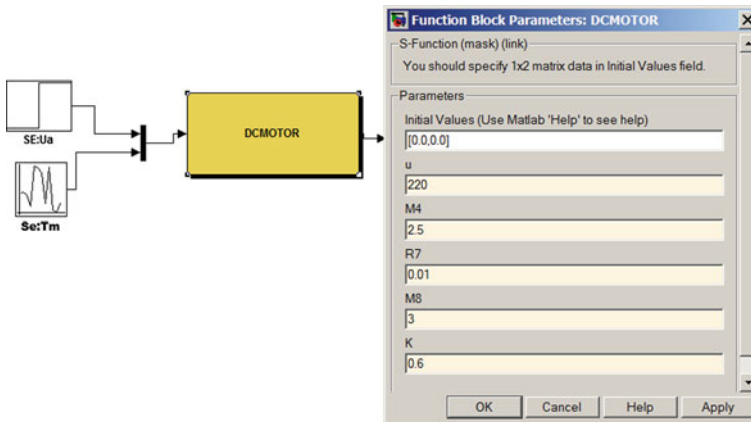 SE:Ua
Se:Tm
DCMOTOR
Function Block Parameters: DCMOTOR
S-Function (mask) (link)
You should specify 1x2 matrix data in Initial Values field.
Parameters
Initial Values (Use Matlab 'Help' to see help)
[0.0,0.0]
u
220
M4
2.5
R7
0.01
M8
3
K
0.6
OK Cancel Help Apply